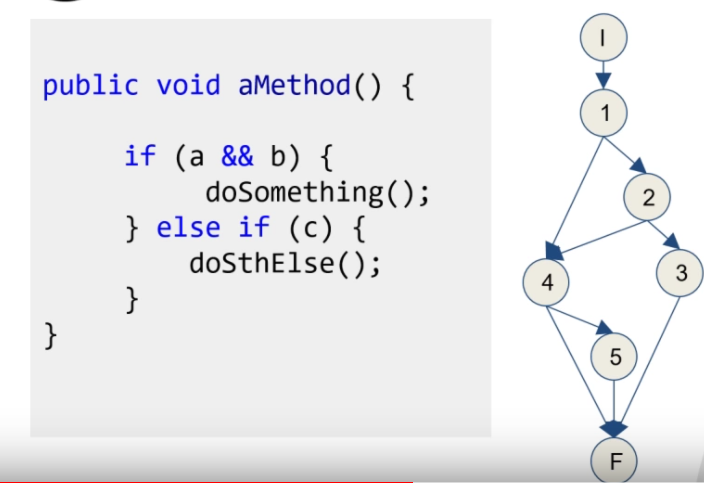 public void aMethod() {
if (a && b) {
doSomething();
} else if (c) {
doSthElse();
}
}
I
1
2
3
4
5
F